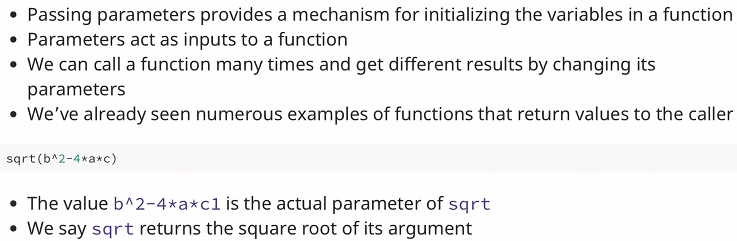 • Passing parameters provides a mechanism for initializing the variables in a function
• Parameters act as inputs to a function
• We can call a function many times and get different results by changing its
parameters
• We've already seen numerous examples of functions that return values to the caller
sqrt(b^2-4*a*c)
• The value b^2-4*a*c1 is the actual parameter of sqrt
• We say sqrt returns the square root of its argument